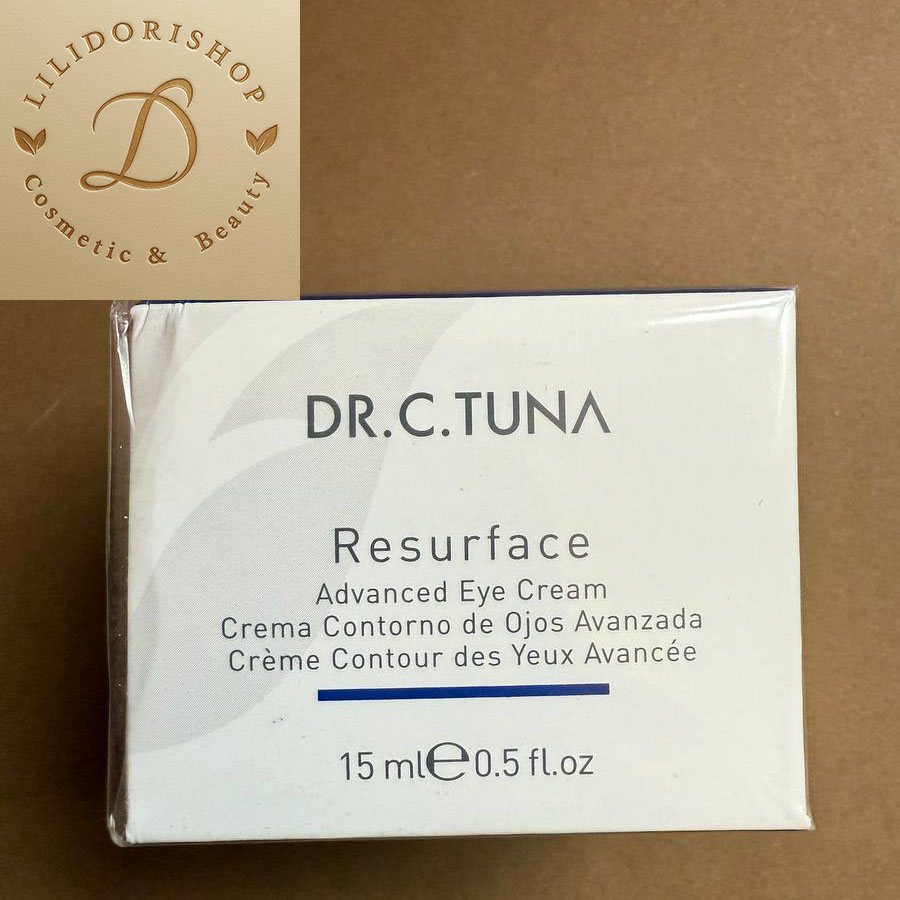 LILIDORISHOP
D
Cosmetic & Beauty
DR.C.TUNA
Resurface
Advanced Eye Cream
Crema Contorno de Ojos Avanzada
Crème Contour des Yeux Avancée
15 ml℮0.5 fl.oz